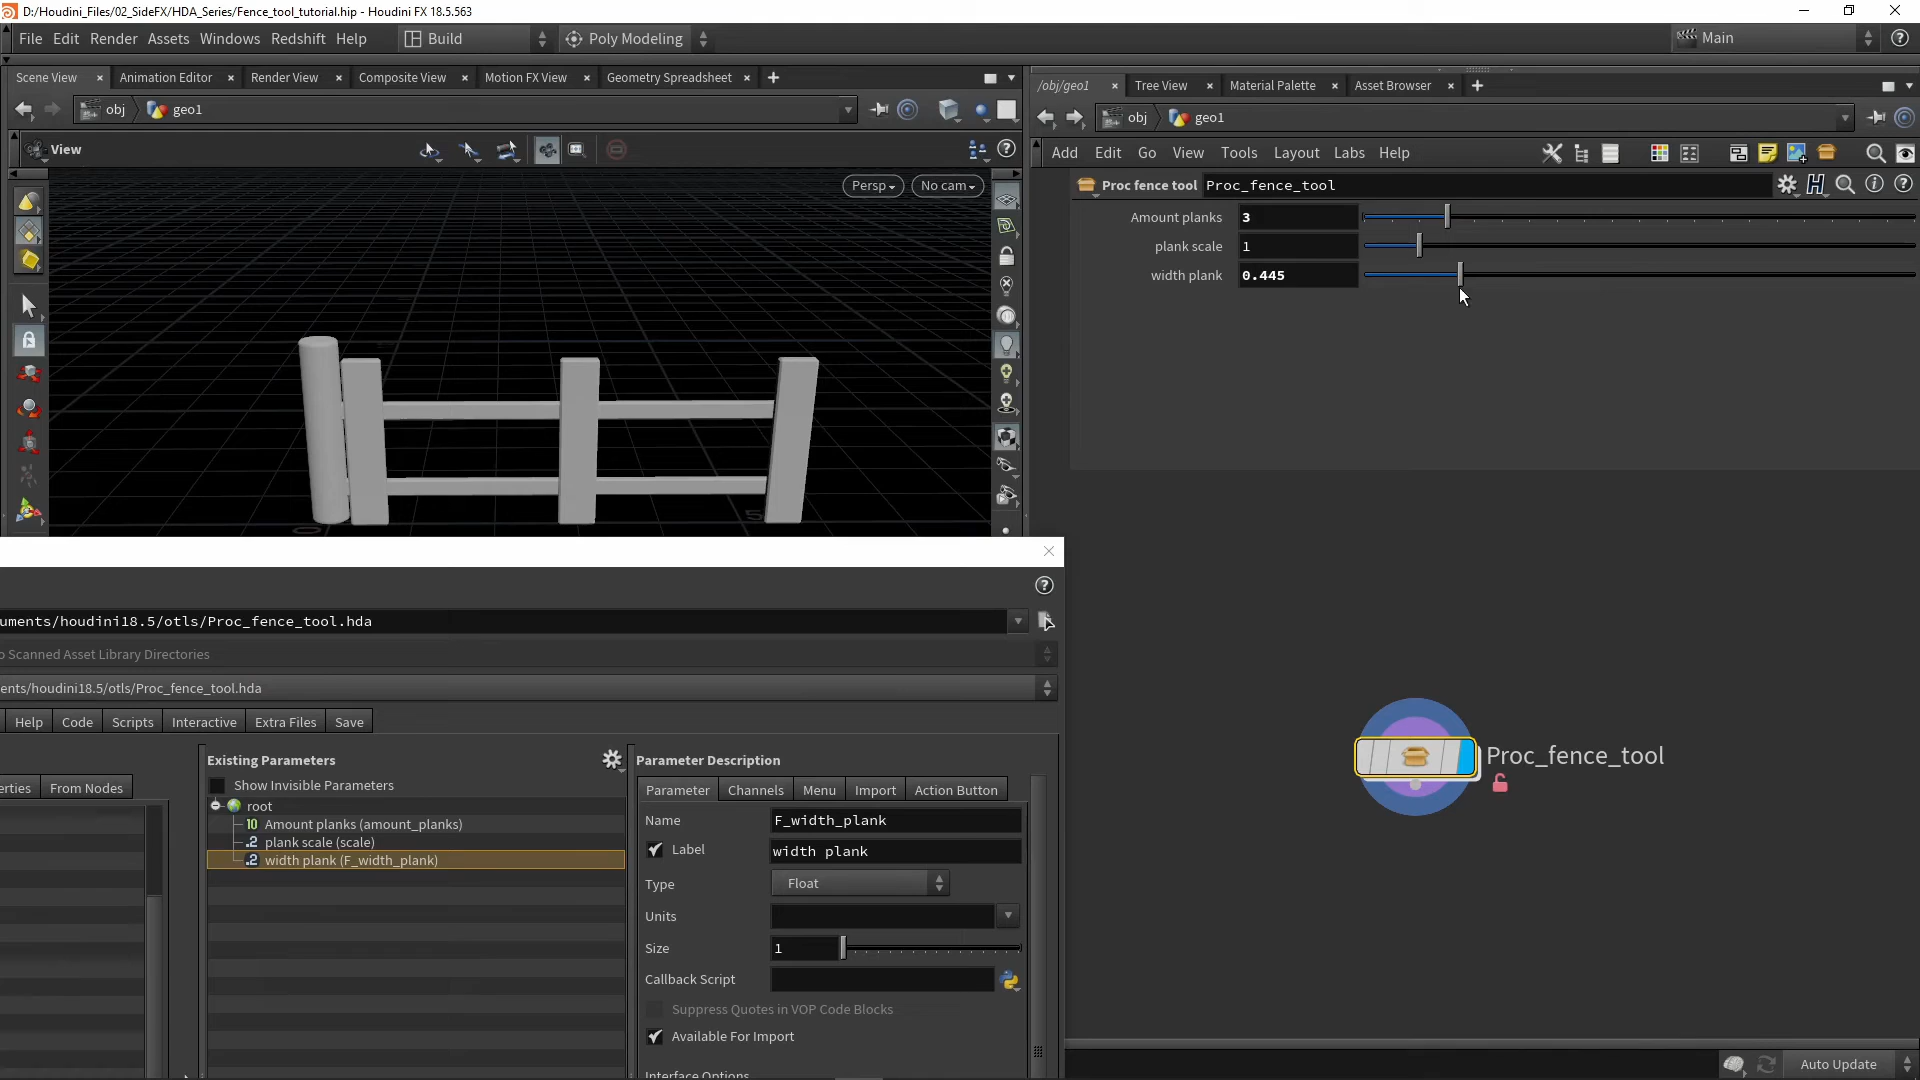 D:/Houdini_Files/02_SideFX/HDA_Series/Fence_tool_tutorial.hip - Houdini FX 18.5.563
File Edit Render Assets Windows Redshift Help Build Poly Modeling Main
Scene View Animation Editor Render View Composite View Motion FX View Geometry Spreadsheet
/obj/geo1 Tree View Material Palette Asset Browser
obj geo1
obj geo1
View
Add Edit Go View Tools Layout Labs Help
Persp No cam
Proc fence tool Proc_fence_tool
Amount planks 3
plank scale 1
width plank 0.445
0 5
uments/houdini18.5/otls/Proc_fence_tool.hda
o Scanned Asset Library Directories
ents/houdini18.5/otls/Proc_fence_tool.hda
Help Code Scripts Interactive Extra Files Save
erties From Nodes
Existing Parameters
Show Invisible Parameters
root
10 Amount planks (amount_planks)
.2 plank scale (scale)
.2 width plank (F_width_plank)
Parameter Description
Parameter Channels Menu Import Action Button
Name F_width_plank
Label width plank
Type Float
Units
Size 1
Callback Script
Suppress Quotes in VOP Code Blocks
Available For Import
Interface Options
Proc_fence_tool
Auto Update